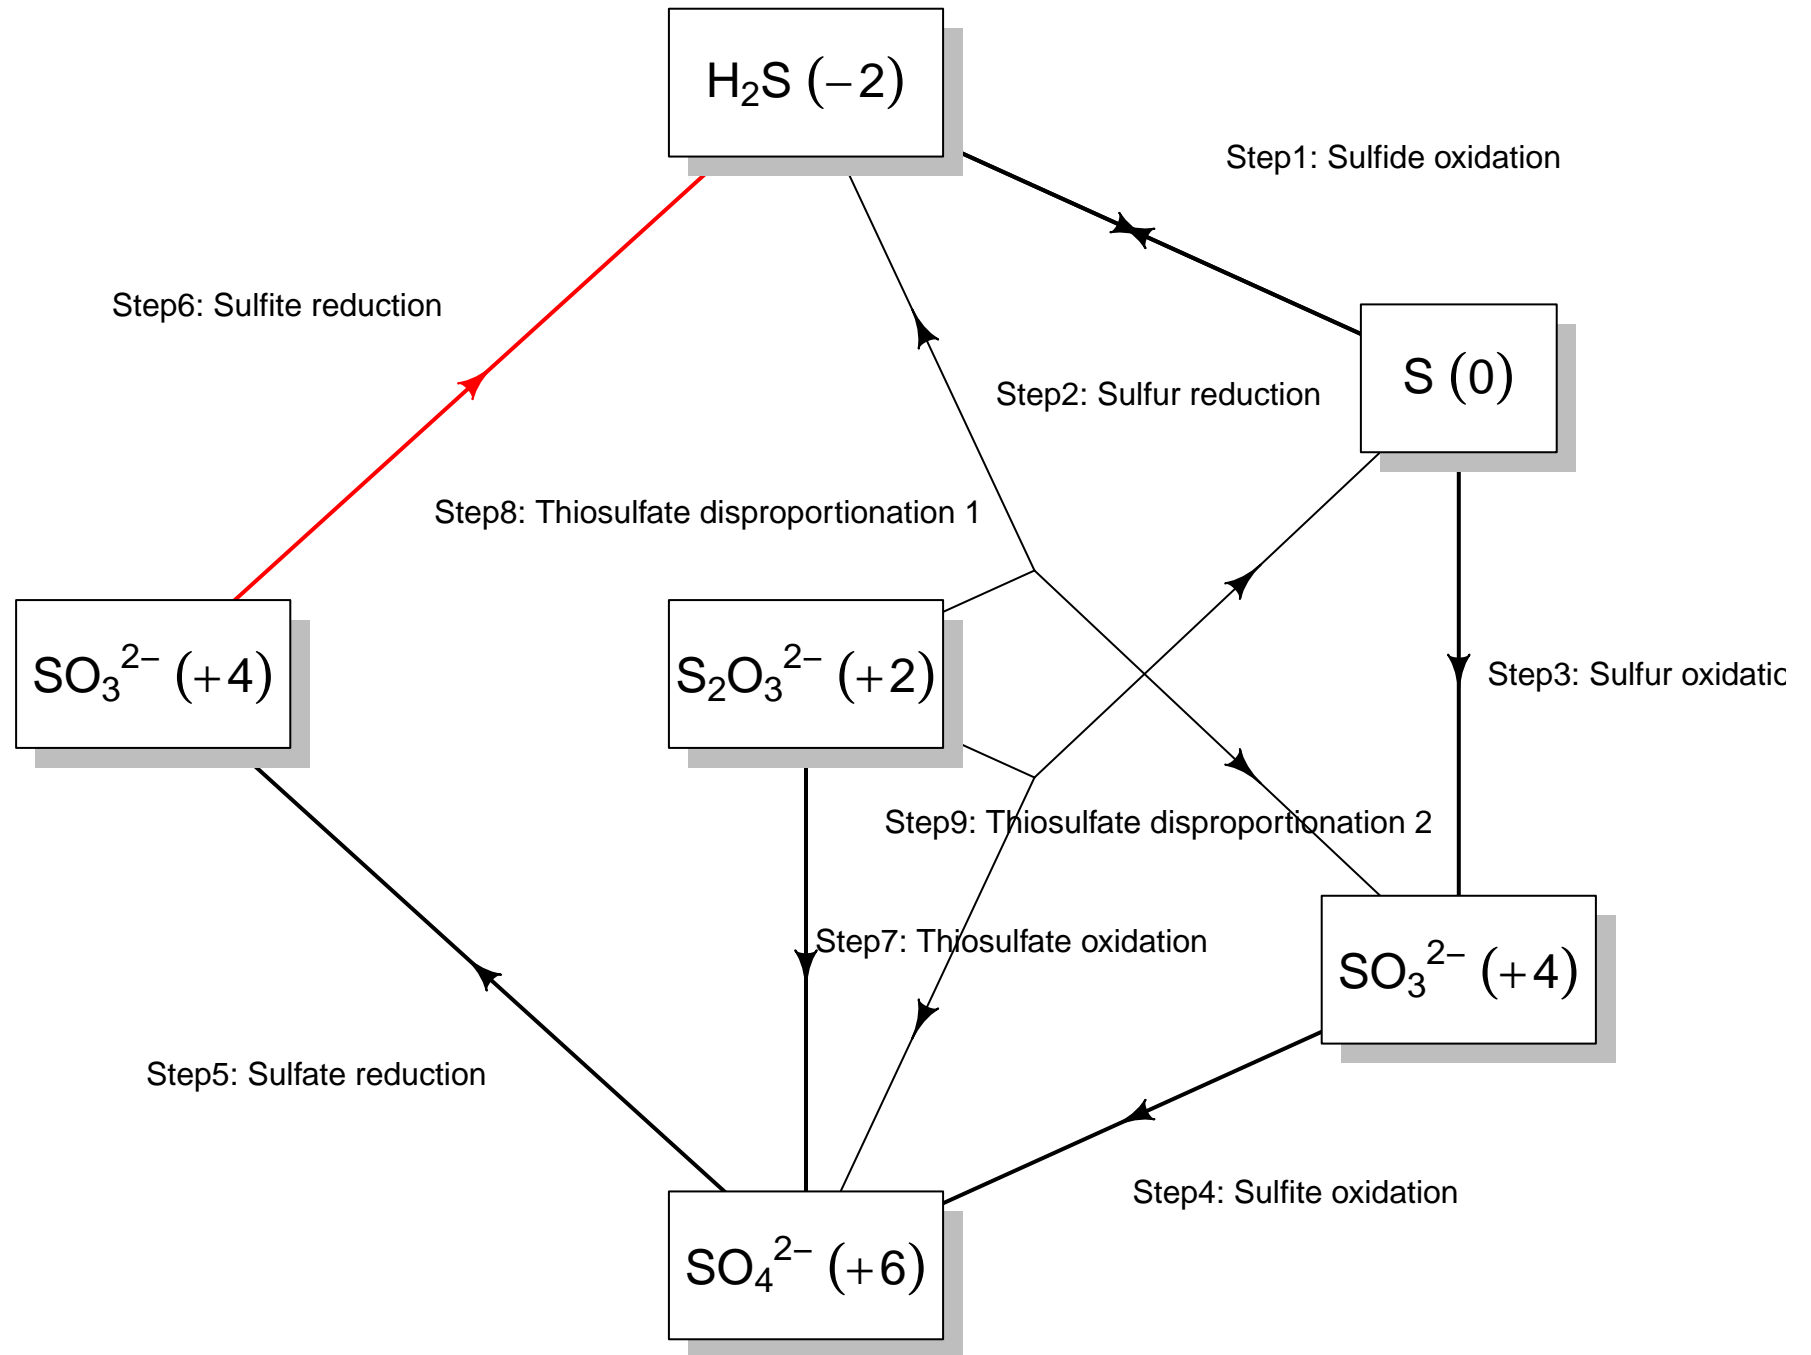 H₂S (−2)
Step1: Sulfide oxidation
Step6: Sulfite reduction
S (0)
Step2: Sulfur reduction
Step8: Thiosulfate disproportionation 1
SO₃²⁻ (+4)
S₂O₃²⁻ (+2)
Step3: Sulfur oxidatic
Step9: Thiosulfate disproportionation 2
Step7: Thiosulfate oxidation
SO₃²⁻ (+4)
Step5: Sulfate reduction
Step4: Sulfite oxidation
SO₄²⁻ (+6)